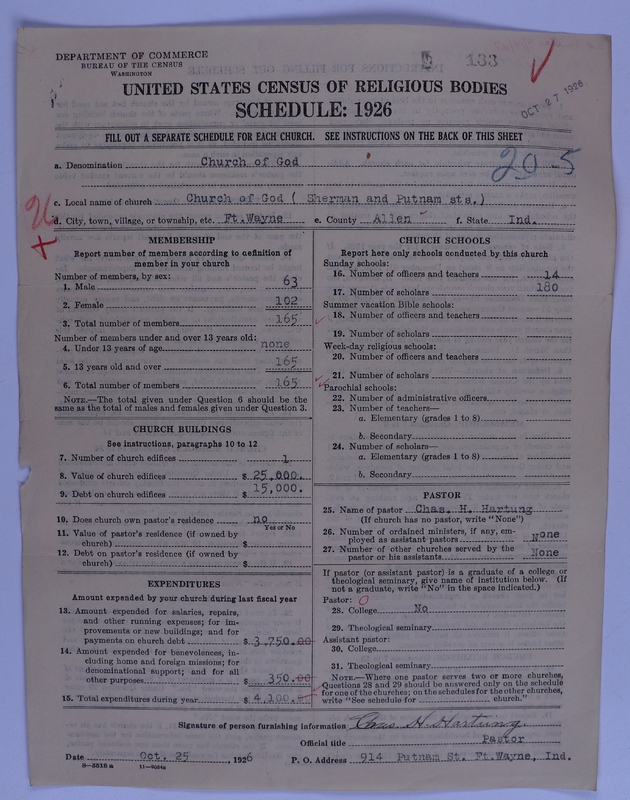 DEPARTMENT OF COMMERCE
BUREAU OF THE CENSUS
WASHINGTON
133
OCT 27 1926
UNITED STATES CENSUS OF RELIGIOUS BODIES
SCHEDULE: 1926
FILL OUT A SEPARATE SCHEDULE FOR EACH CHURCH. SEE INSTRUCTIONS ON THE BACK OF THIS SHEET
a. Denomination Church of God
20-5
c. Local name of church Church of God ( Sherman and Putnam sts.)
d. City, town, village, or township, etc. Ft.Wayne e. County Allen f. State Ind.
MEMBERSHIP
Report number of members according to definition of
member in your church
Number of members, by sex:
1. Male 63
2. Female 102
3. Total number of members 165
Number of members under and over 13 years old:
4. Under 13 years of age none
5. 13 years old and over 165
6. Total number of members 165
NOTE.—The total given under Question 6 should be the
same as the total of males and females given under Question 3.
CHURCH BUILDINGS
See instructions, paragraphs 10 to 12
7. Number of church edifices 1
8. Value of church edifices $ 25,000.
9. Debt on church edifices $ 15,000.
10. Does church own pastor's residence no
Yes or No
11. Value of pastor's residence (if owned by
church) $
12. Debt on pastor's residence (if owned by
church) $
EXPENDITURES
Amount expended by your church during last fiscal year
13. Amount expended for salaries, repairs,
and other running expenses; for im-
provements or new buildings; and for
payments on church debt $ 3,750.00
14. Amount expended for benevolences, in-
cluding home and foreign missions; for
denominational support; and for all
other purposes $ 350.00
15. Total expenditures during year $ 4,100.
CHURCH SCHOOLS
Report here only schools conducted by this church
Sunday schools:
16. Number of officers and teachers 14
17. Number of scholars 180
Summer vacation Bible schools:
18. Number of officers and teachers
19. Number of scholars
Week-day religious schools:
20. Number of officers and teachers
21. Number of scholars
Parochial schools:
22. Number of administrative officers
23. Number of teachers—
a. Elementary (grades 1 to 8)
b. Secondary
24. Number of scholars—
a. Elementary (grades 1 to 8)
b. Secondary
PASTOR
25. Name of pastor Chas. H. Hartung
(If church has no pastor, write "None")
26. Number of ordained ministers, if any, em-
ployed as assistant pastors None
27. Number of other churches served by the
pastor or his assistants None
If pastor (or assistant pastor) is a graduate of a college or
theological seminary, give name of institution below. (If
not a graduate, write "No" in the space indicated.)
Pastor: O
28. College No
29. Theological seminary
Assistant pastor:
30. College
31. Theological seminary
NOTE.—Where one pastor serves two or more churches,
Questions 28 and 29 should be answered only on the schedule
for one of the churches; on the schedules for the other churches,
write "See schedule for church."
Signature of person furnishing information Chas. H. Hartung
Official title Pastor
Date Oct. 25, 1926 P. O. Address 914 Putnam St. Ft.Wayne, Ind.